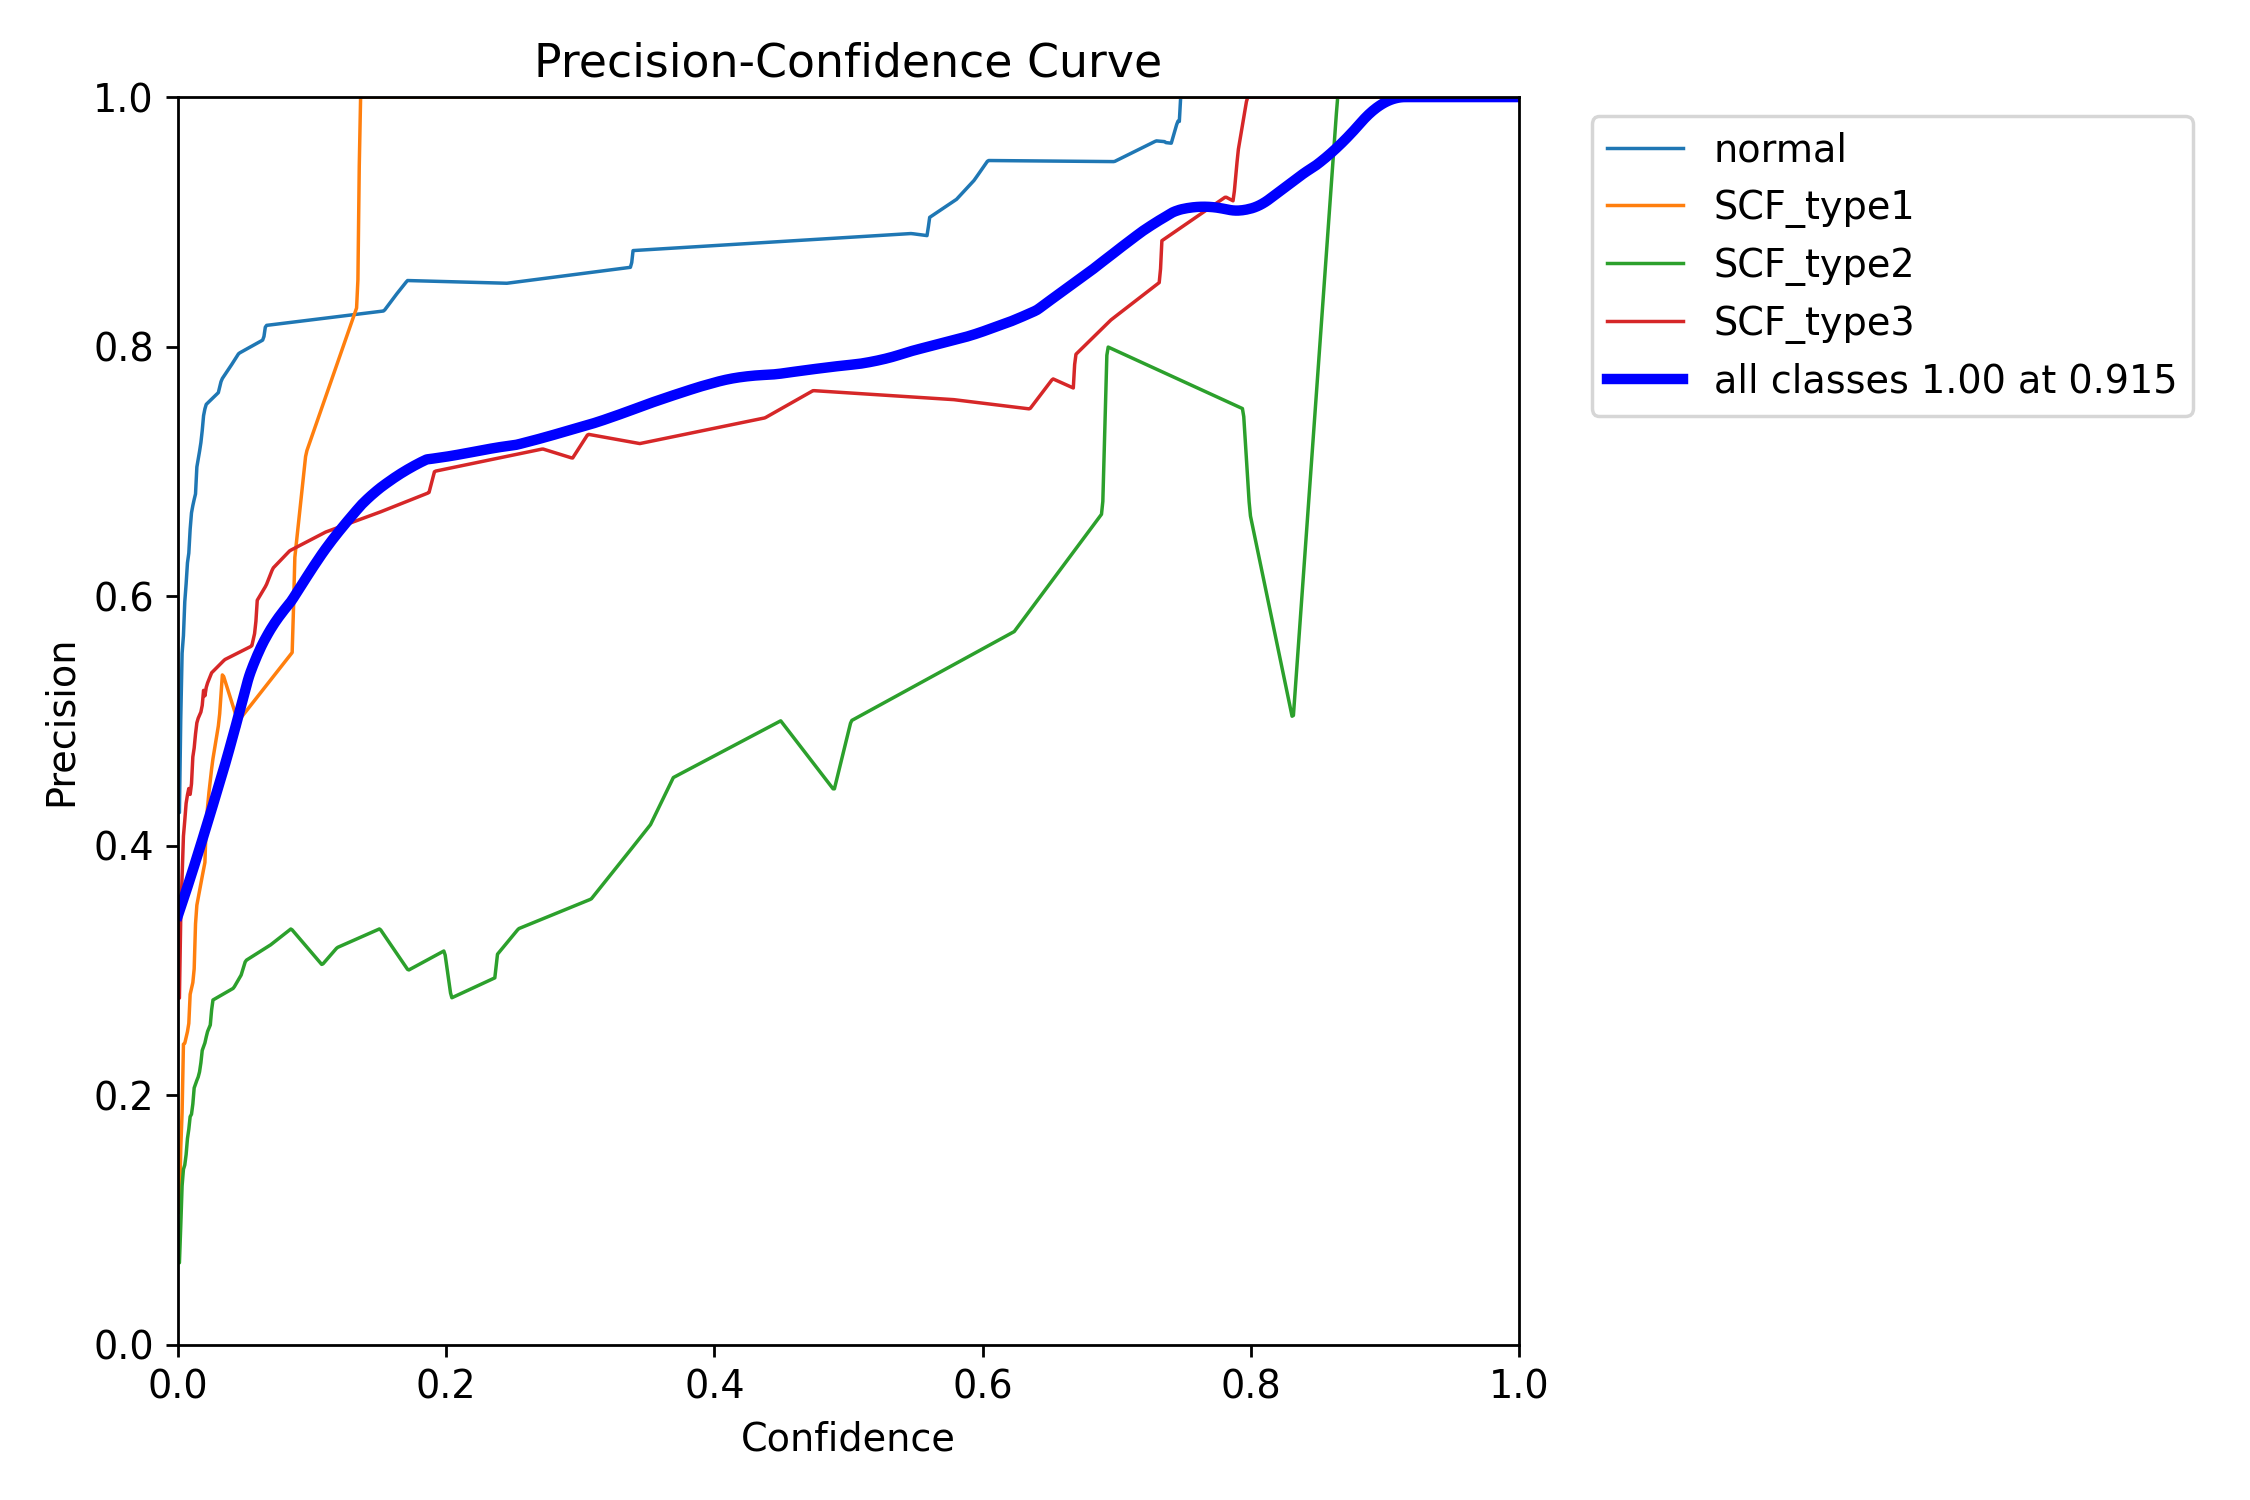 Precision-Confidence Curve
1.0
0.8
0.6
0.4
0.2
0.0
Precision
0.0 0.2 0.4 0.6 0.8 1.0
Confidence
normal
SCF_type1
SCF_type2
SCF_type3
all classes 1.00 at 0.915